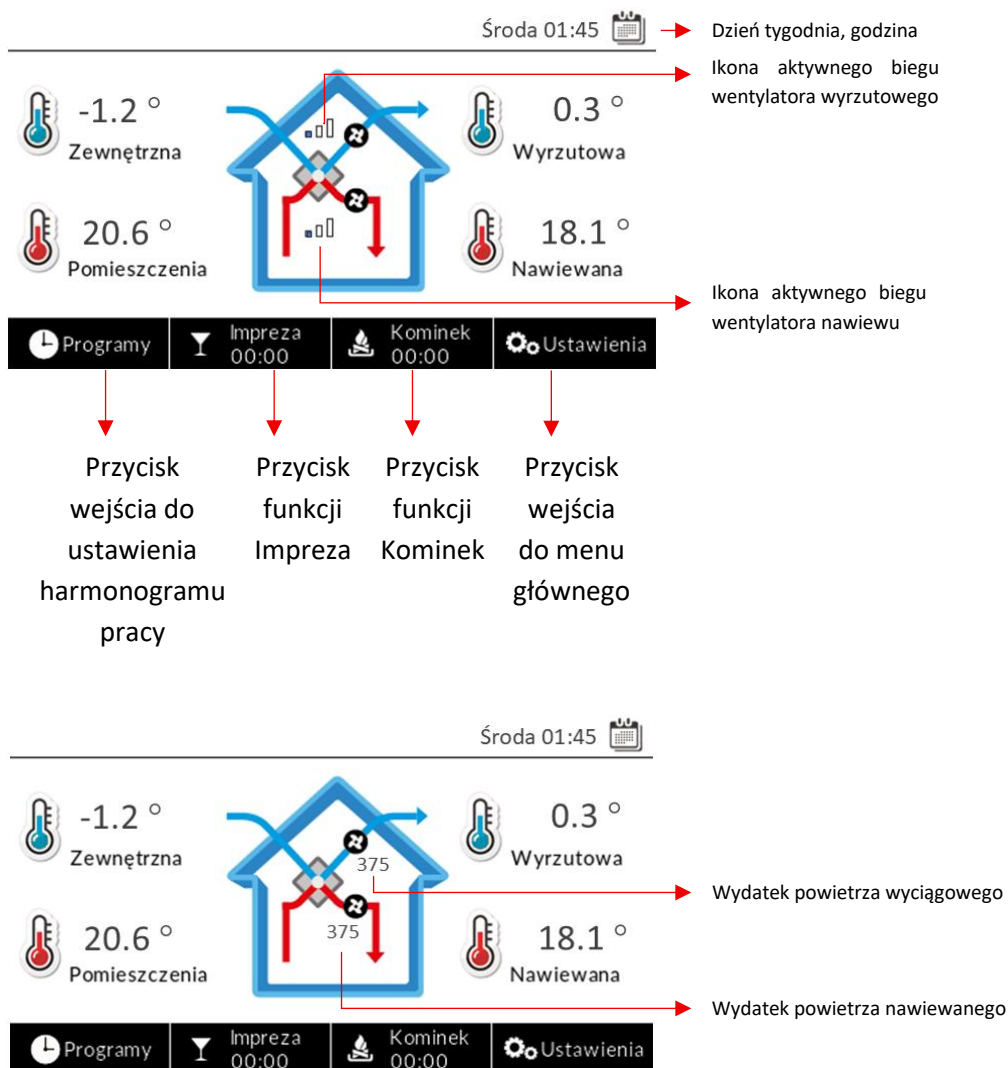 Środa 01:45
Dzień tygodnia, godzina
Ikona aktywnego biegu
wentylatora wyrzutowego
-1.2 °
Zewnętrzna
0.3 °
Wyrzutowa
20.6 °
Pomieszczenia
18.1 °
Nawiewana
Ikona aktywnego biegu
wentylatora nawiewu
Programy
Impreza
00:00
Kominek
00:00
Ustawienia
Przycisk
wejścia do
ustawienia
harmonogramu
pracy
Przycisk
funkcji
Impreza
Przycisk
funkcji
Kominek
Przycisk
wejścia
do menu
głównego
Środa 01:45
-1.2 °
Zewnętrzna
0.3 °
Wyrzutowa
375
Wydatek powietrza wyciągowego
20.6 °
Pomieszczenia
375
18.1 °
Nawiewana
Wydatek powietrza nawiewanego
Programy
Impreza
00:00
Kominek
00:00
Ustawienia